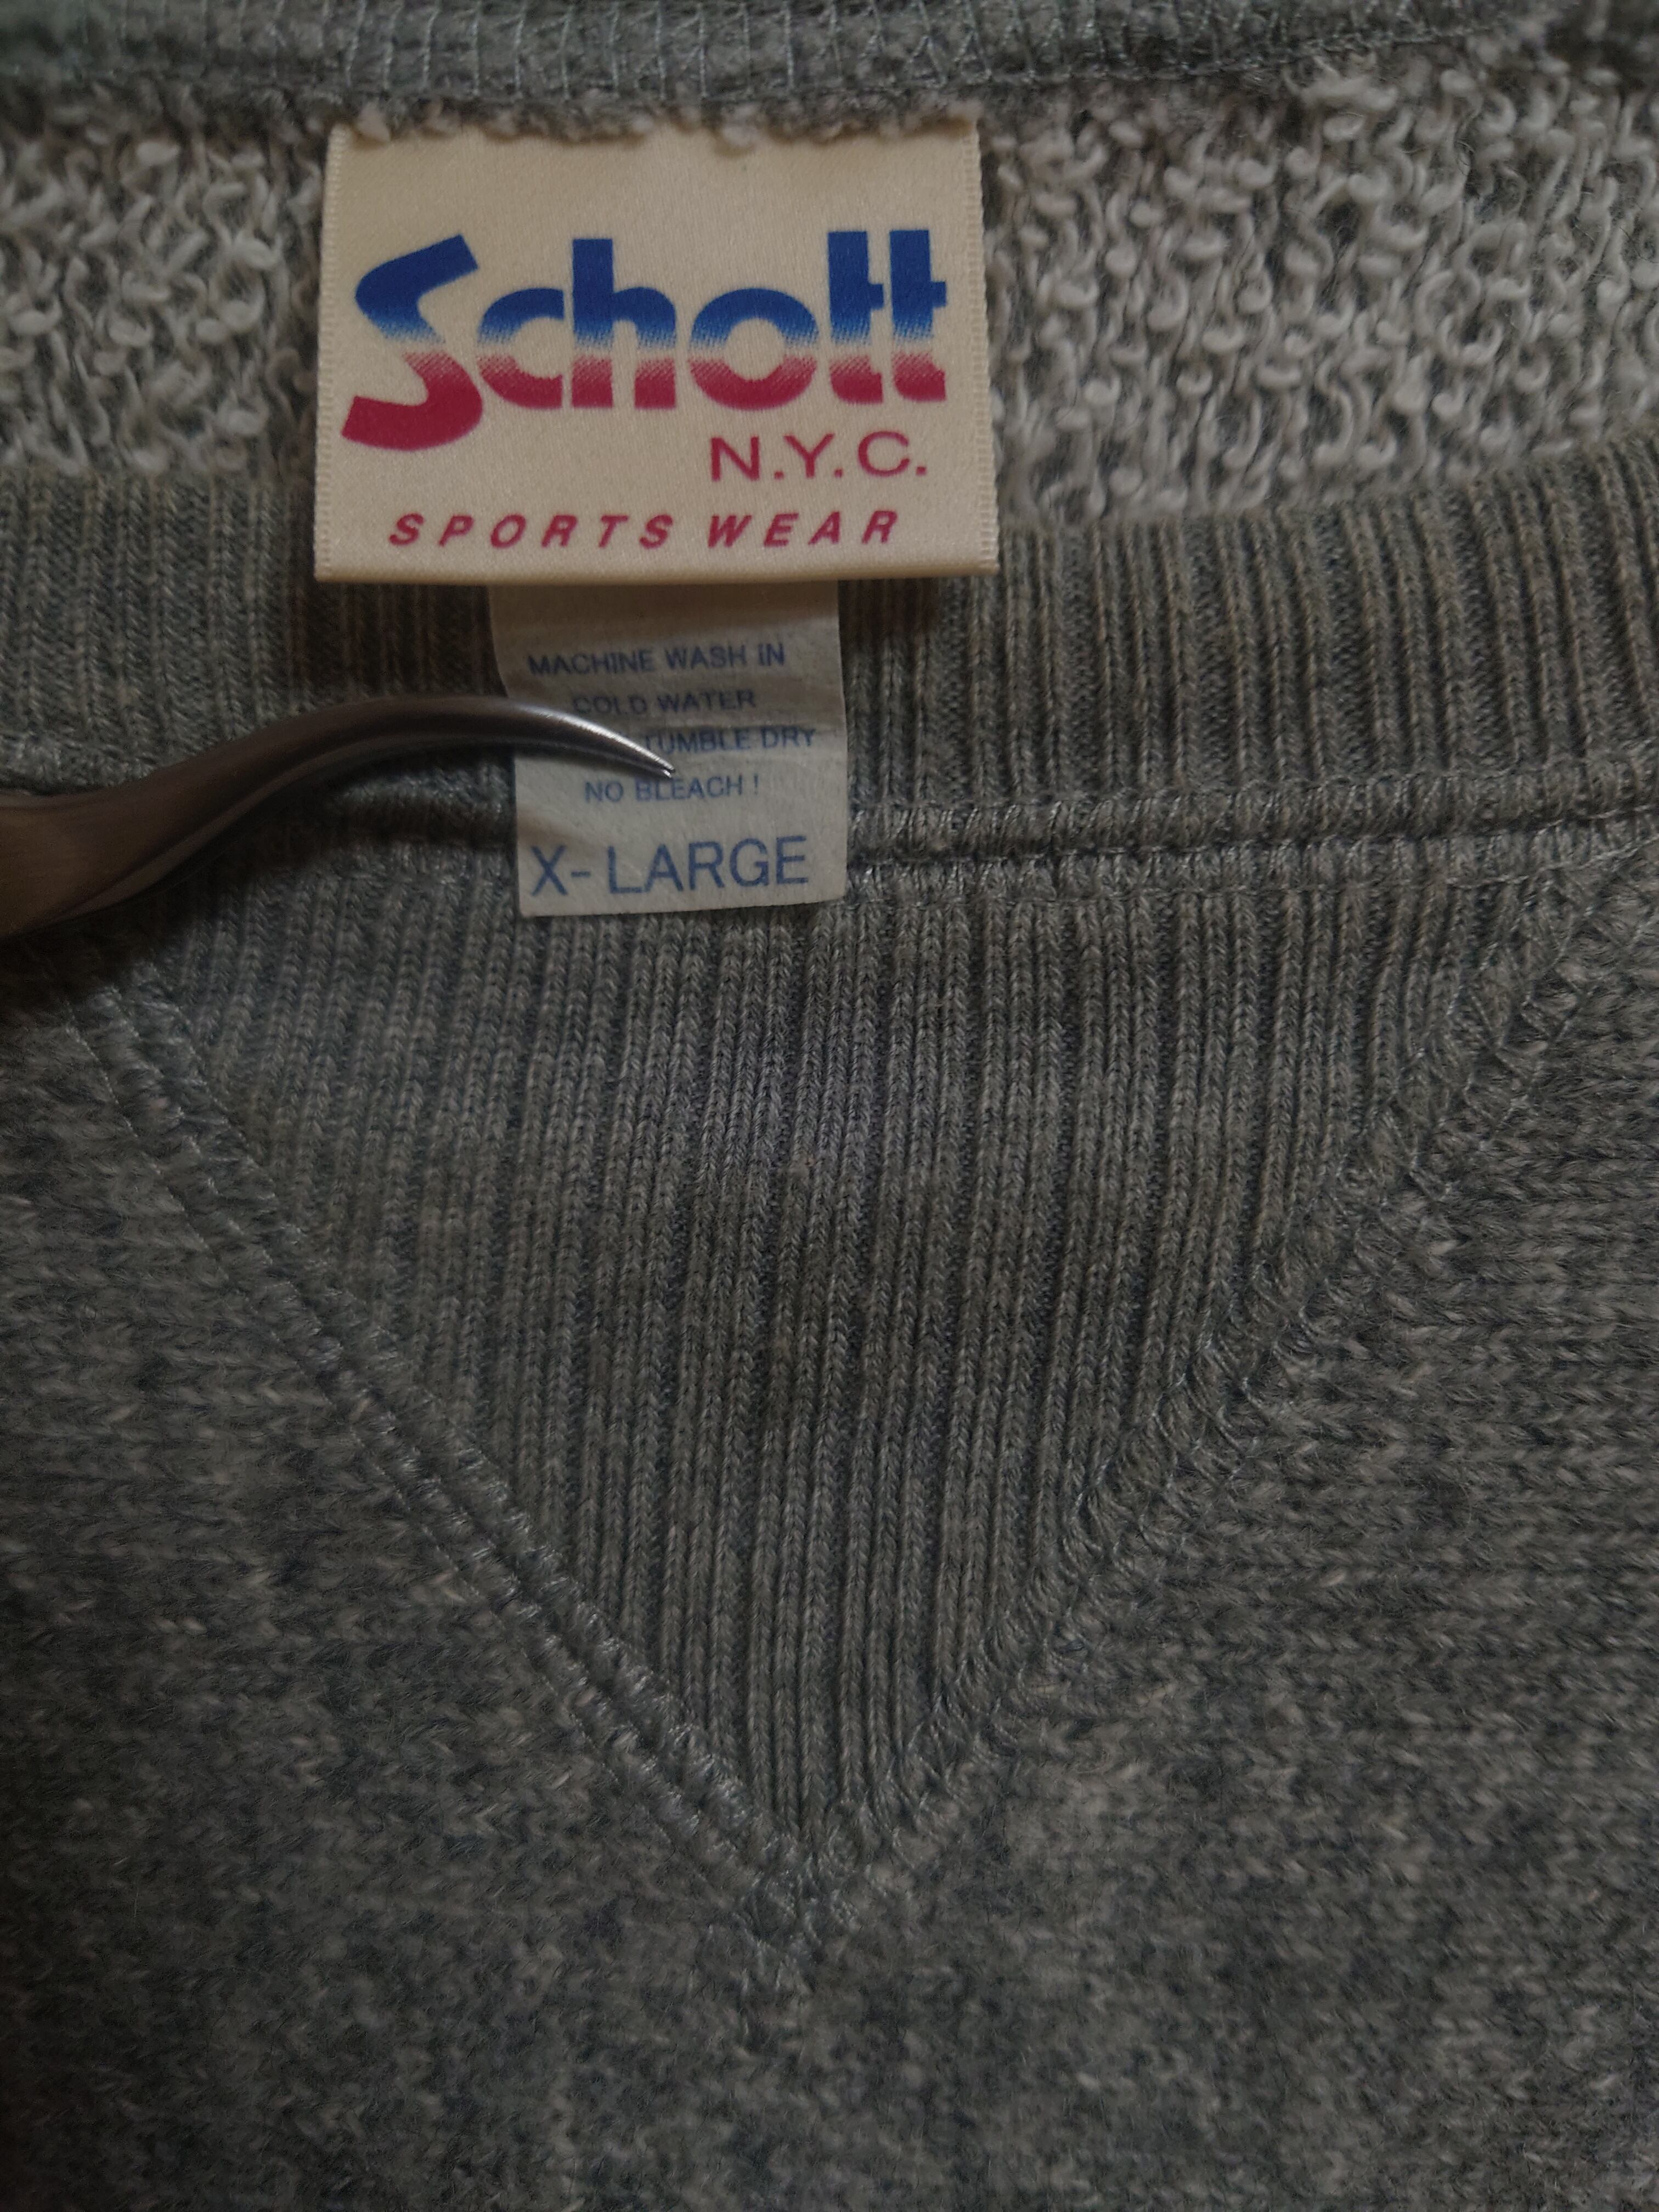 Schott
N.Y.C.
SPORTS WEAR
MACHINE WASH IN
COLD WATER
TUMBLE DRY
NO BLEACH !
X-LARGE